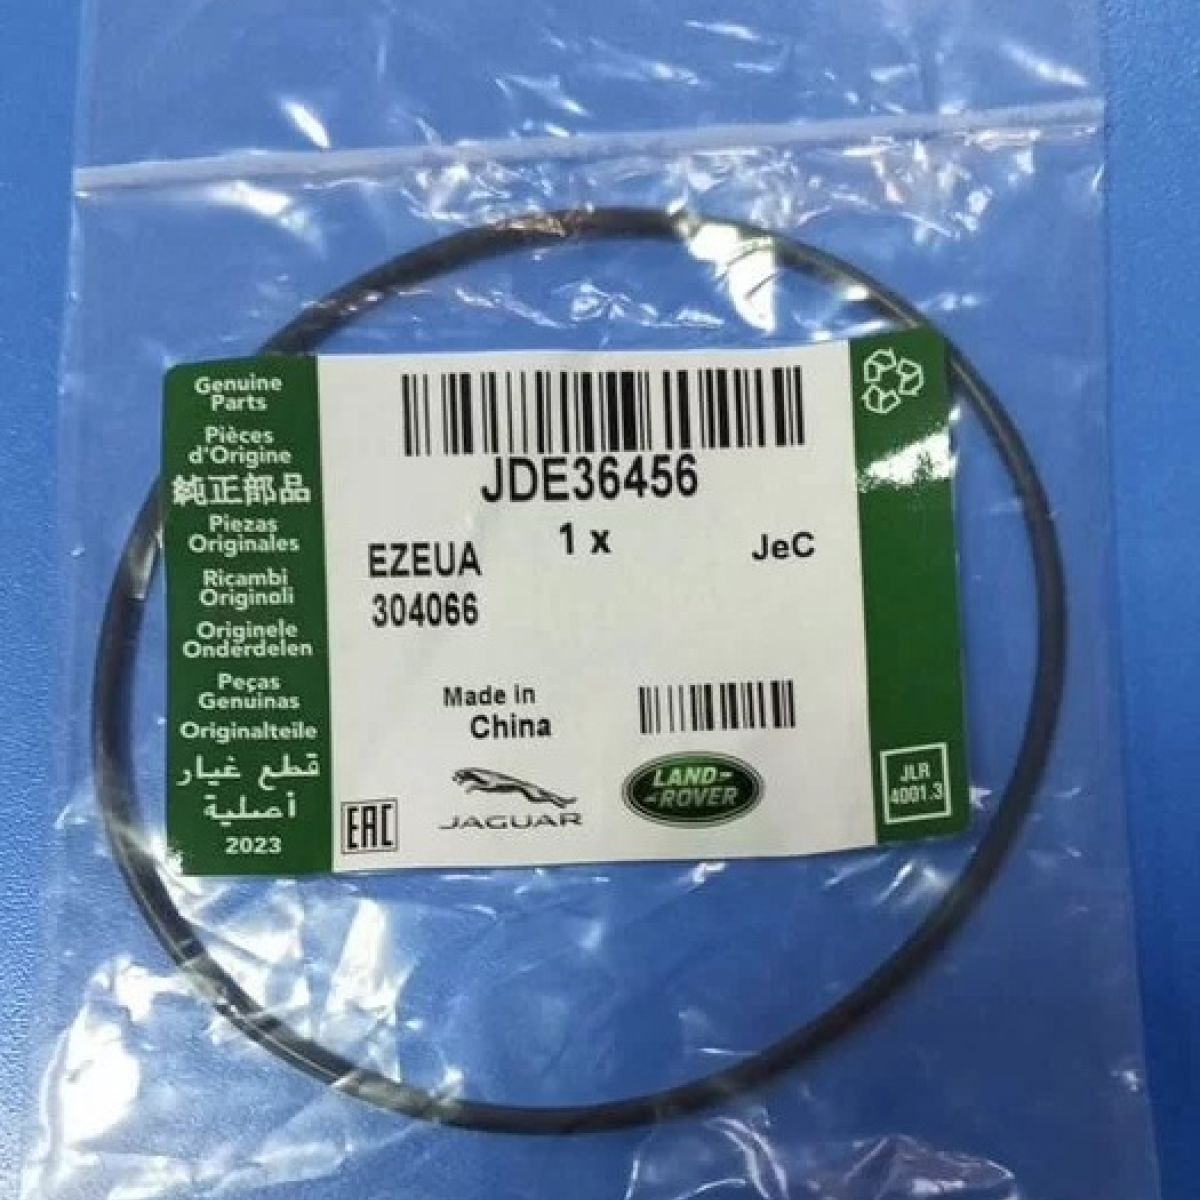 Genuine
Parts
Pièces
d'Origine
純正部品
Piezas
Originales
Ricambi
Originali
Originele
Onderdelen
Peças
Genuinas
Originalteile
قطع غيار
أصلية
2023
JDE36456
1 x
JeC
EZEUA
304066
Made in
China
EAC
JAGUAR
LAND-
-ROVER
JLR
4001.3